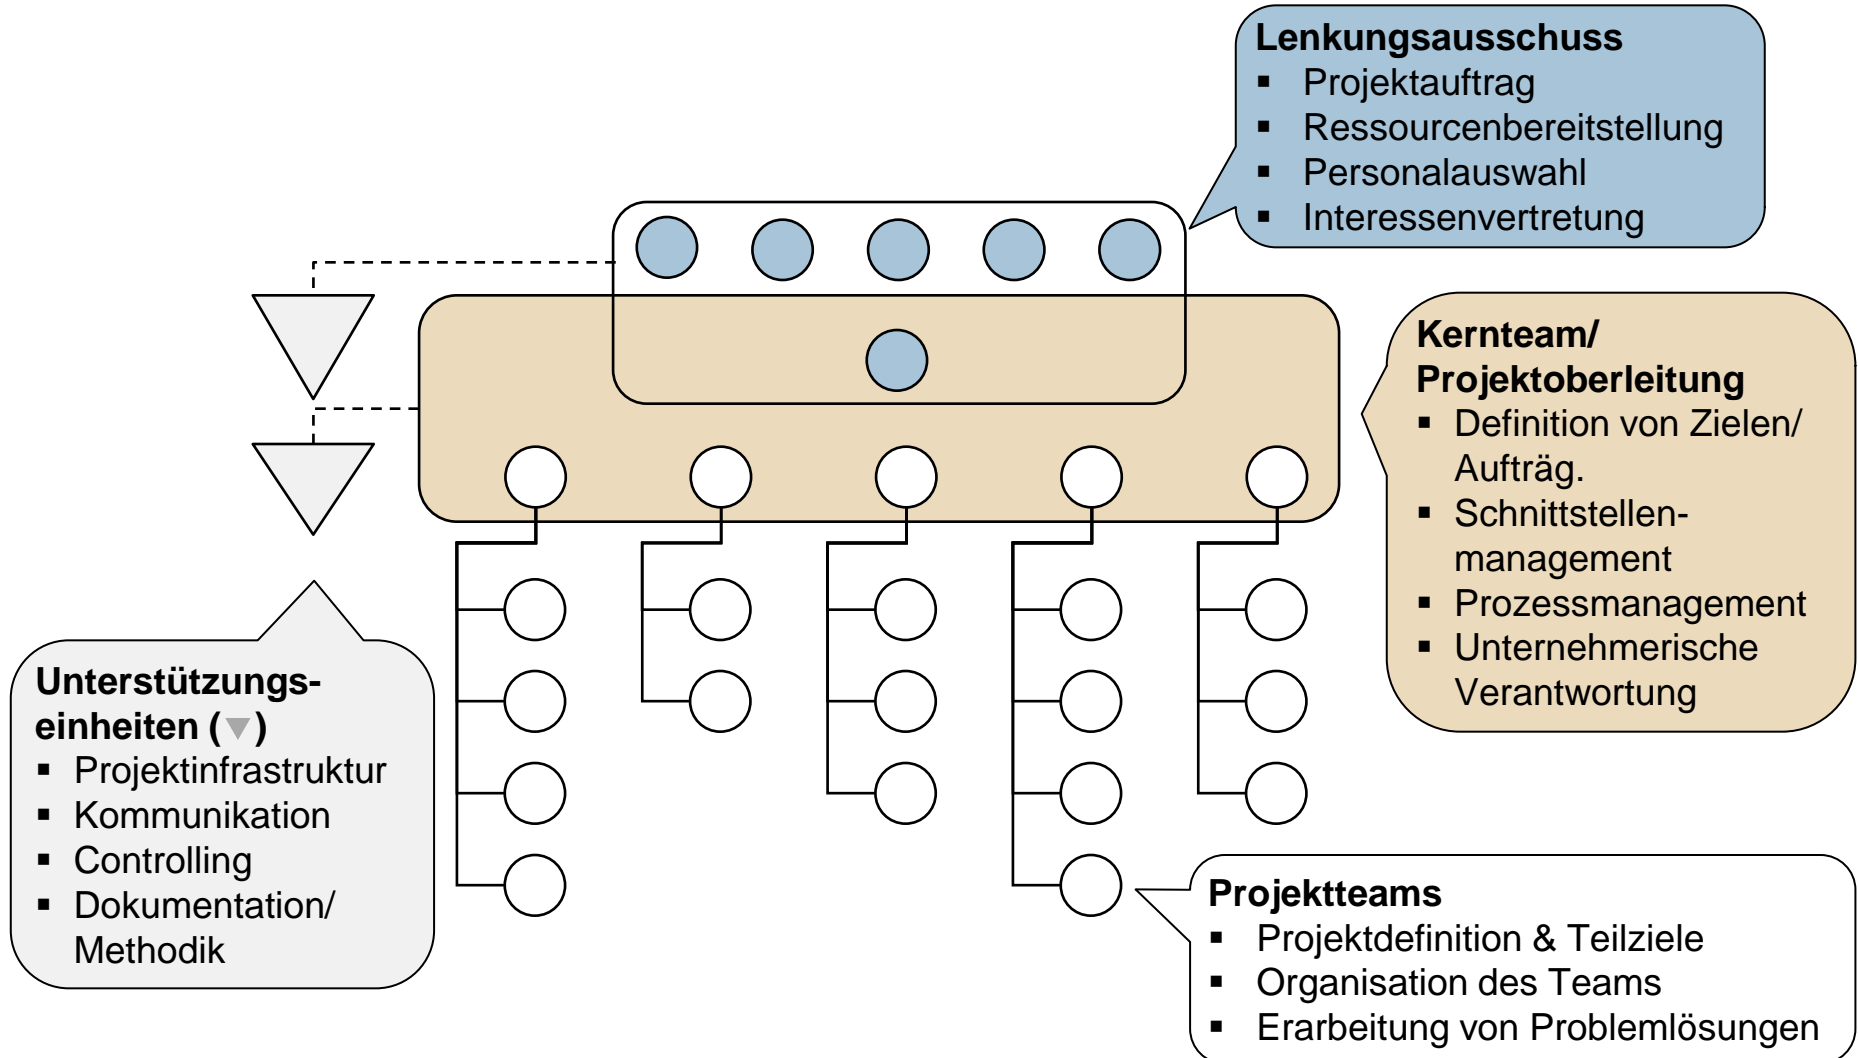 Lenkungsausschuss
▪ Projektauftrag
▪ Ressourcenbereitstellung
▪ Personalauswahl
▪ Interessenvertretung
Kernteam/
Projektoberleitung
▪ Definition von Zielen/
Aufträg.
▪ Schnittstellen-
management
▪ Prozessmanagement
▪ Unternehmerische
Verantwortung
Unterstützungs-
einheiten (▼)
▪ Projektinfrastruktur
▪ Kommunikation
▪ Controlling
▪ Dokumentation/
Methodik
Projektteams
▪ Projektdefinition & Teilziele
▪ Organisation des Teams
▪ Erarbeitung von Problemlösungen